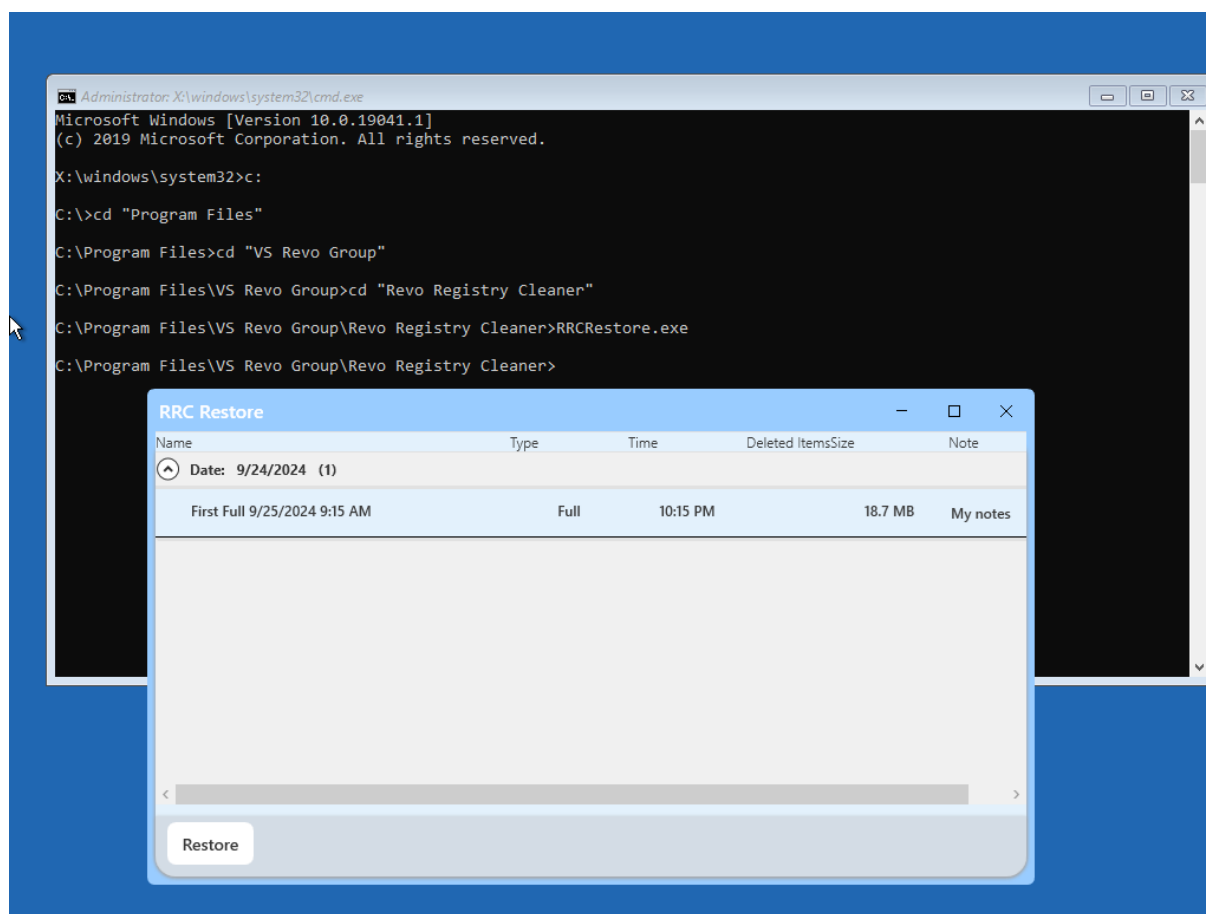 Administrator: X:\windows\system32\cmd.exe
Microsoft Windows [Version 10.0.19041.1]
(c) 2019 Microsoft Corporation. All rights reserved.
X:\windows\system32>c:
C:\>cd "Program Files"
C:\Program Files>cd "VS Revo Group"
C:\Program Files\VS Revo Group>cd "Revo Registry Cleaner"
C:\Program Files\VS Revo Group\Revo Registry Cleaner>RRCRestore.exe
C:\Program Files\VS Revo Group\Revo Registry Cleaner>
RRC Restore
Name Type Time Deleted ItemsSize Note
Date: 9/24/2024 (1)
First Full 9/25/2024 9:15 AM Full 10:15 PM 18.7 MB My notes
Restore